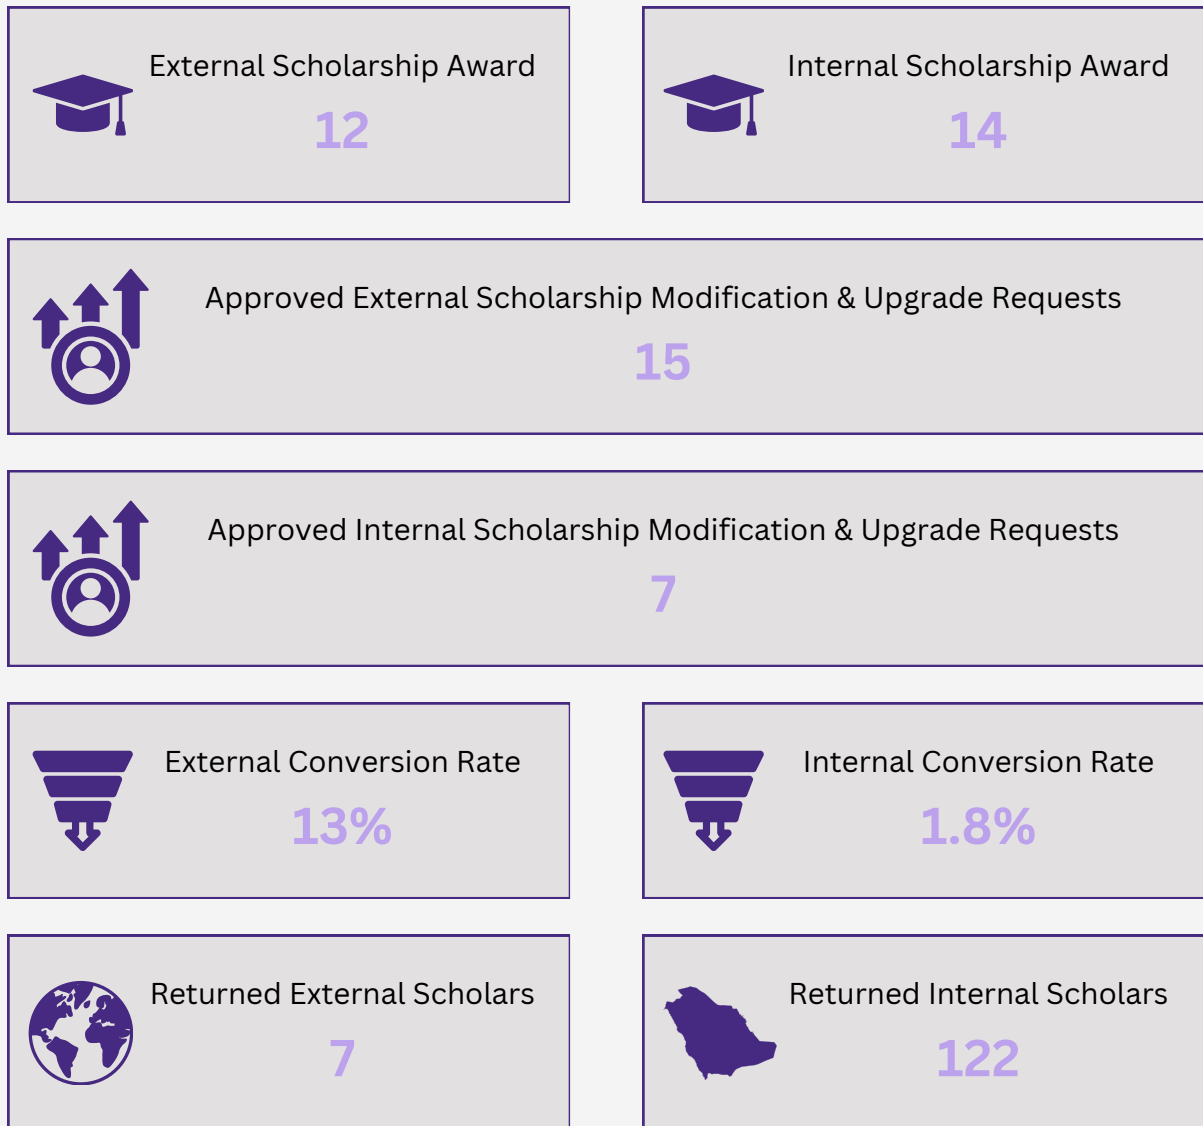 External Scholarship Award
12
Internal Scholarship Award
14
Approved External Scholarship Modification & Upgrade Requests
15
Approved Internal Scholarship Modification & Upgrade Requests
7
External Conversion Rate
13%
Internal Conversion Rate
1.8%
Returned External Scholars
7
Returned Internal Scholars
122